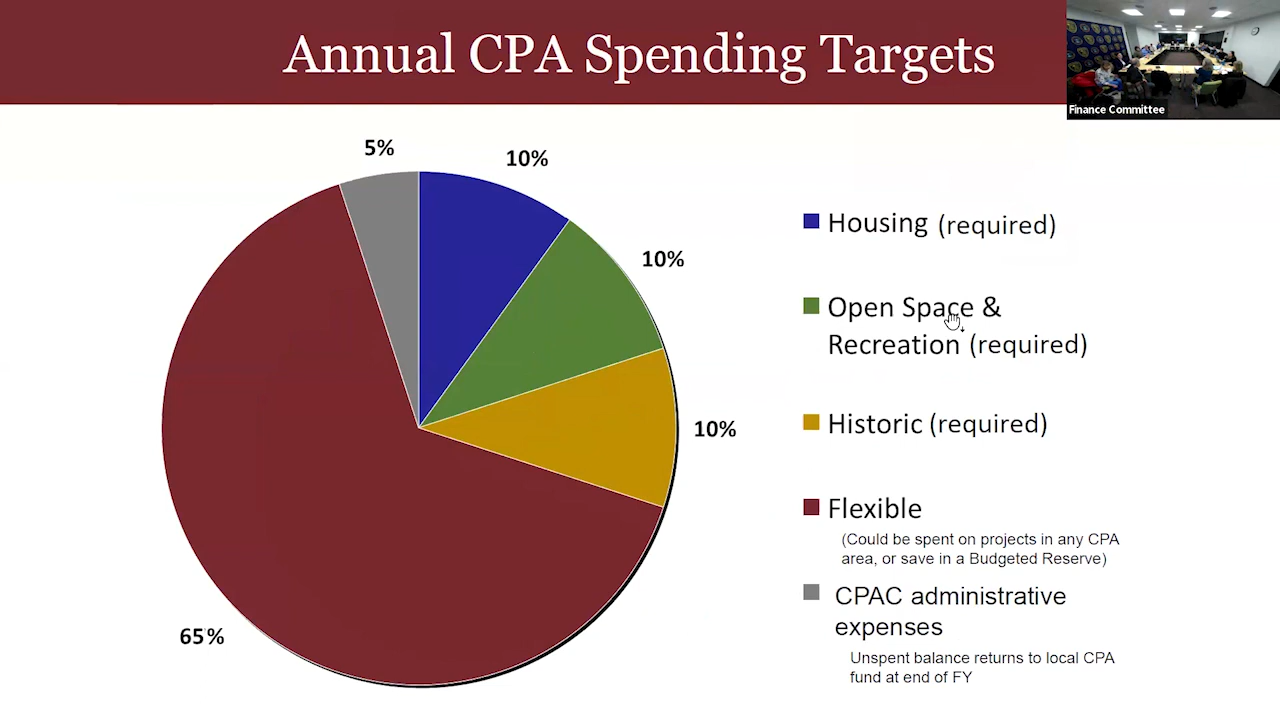 Annual CPA Spending Targets
Finance Committee
5%
10%
10%
10%
65%
Housing (required)
Open Space &
Recreation (required)
Historic (required)
Flexible
(Could be spent on projects in any CPA
area, or save in a Budgeted Reserve)
CPAC administrative
expenses
Unspent balance returns to local CPA
fund at end of FY